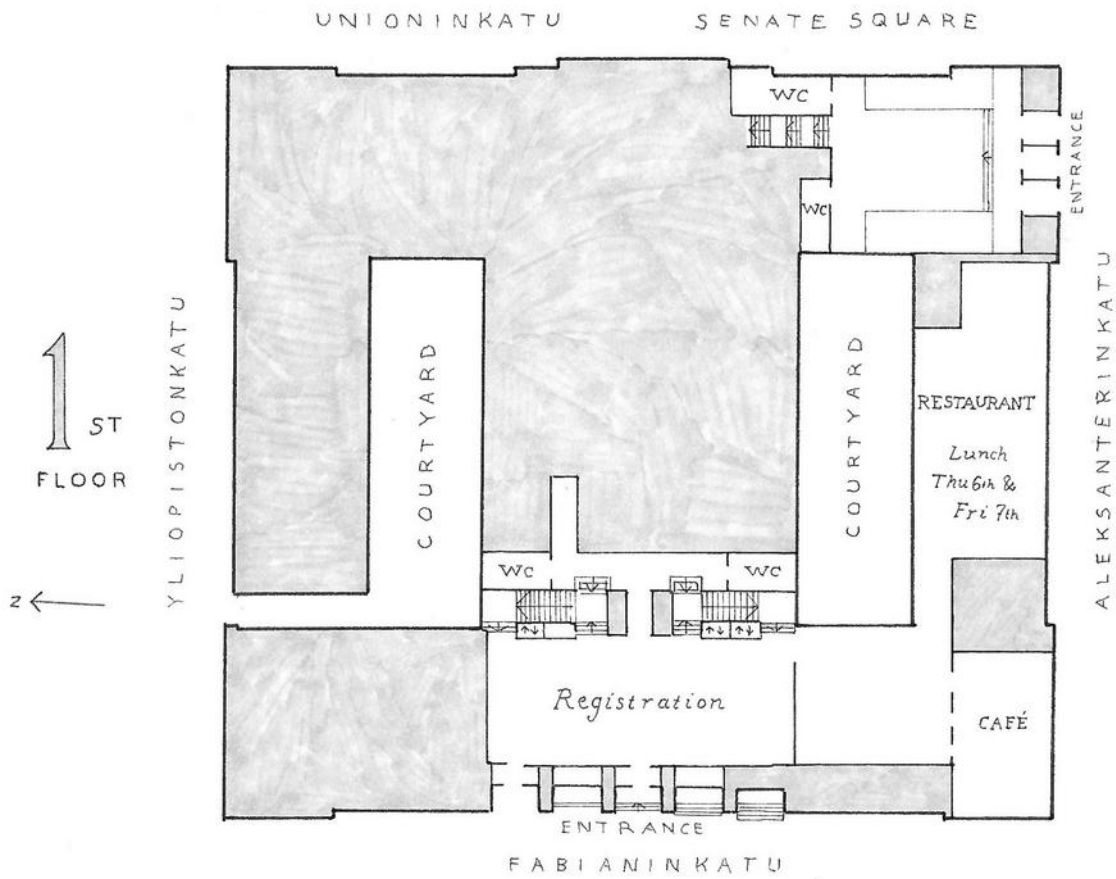 UNIONINKATU
SENATE SQUARE
WC
ENTRANCE
WC
YLIOPISTONKATU
1 ST
FLOOR
COURTYARD
COURTYARD
RESTAURANT
Lunch
Thu 6th &
Fri 7th
ALEKSANTERINKATU
WC
WC
N
Registration
CAFÉ
ENTRANCE
FABIANINKATU